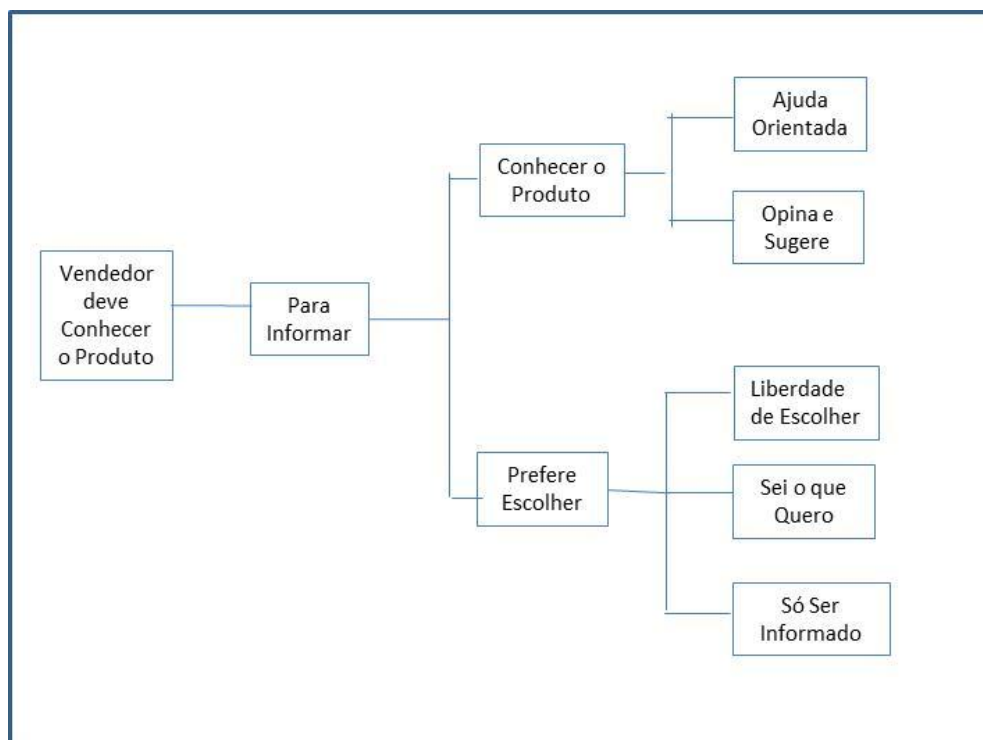 Vendedor
deve
Conhecer
o Produto
Para
Informar
Conhecer o
Produto
Ajuda
Orientada
Opina e
Sugere
Prefere
Escolher
Liberdade
de Escolher
Sei o que
Quero
Só Ser
Informado